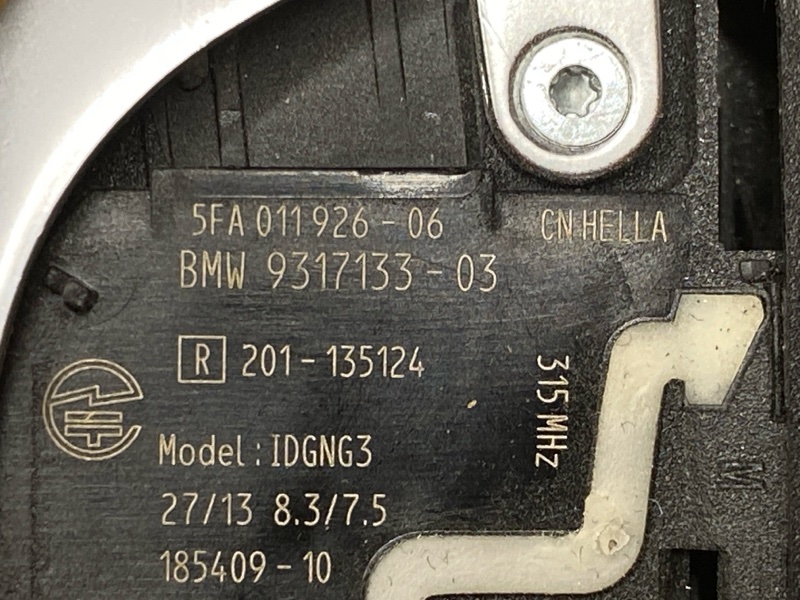 5FA 011 926 - 06
CN HELLA
BMW 9317133 - 03
R 201 - 135124
315 MHz
Model : IDGNG3
27/13 8.3/7.5
185409 - 10
M